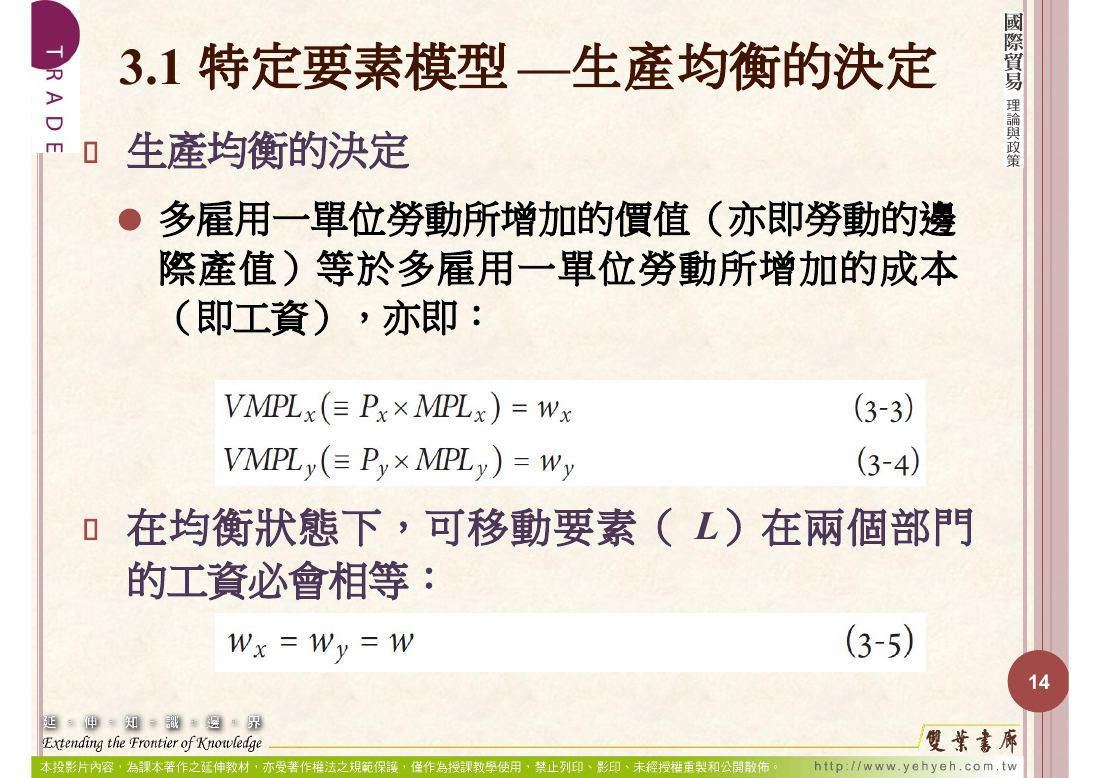 TRADE
國際貿易 理論與政策
3.1 特定要素模型 —生產均衡的決定
生產均衡的決定
多雇用一單位勞動所增加的價值（亦即勞動的邊
際產值）等於多雇用一單位勞動所增加的成本
（即工資），亦即：
VMPLₓ(≡ Pₓ × MPLₓ) = wₓ (3-3)
VMPL_y(≡ P_y × MPL_y) = w_y (3-4)
在均衡狀態下，可移動要素（ L）在兩個部門
的工資必會相等：
wₓ = w_y = w (3-5)
14
延・伸・知・識・邊・界
Extending the Frontier of Knowledge
雙葉書廊
本投影片內容，為課本著作之延伸教材，亦受著作權法之規範保護，僅作為授課教學使用，禁止列印、影印、未經授權重製和公開散佈。
http://www.yehyeh.com.tw